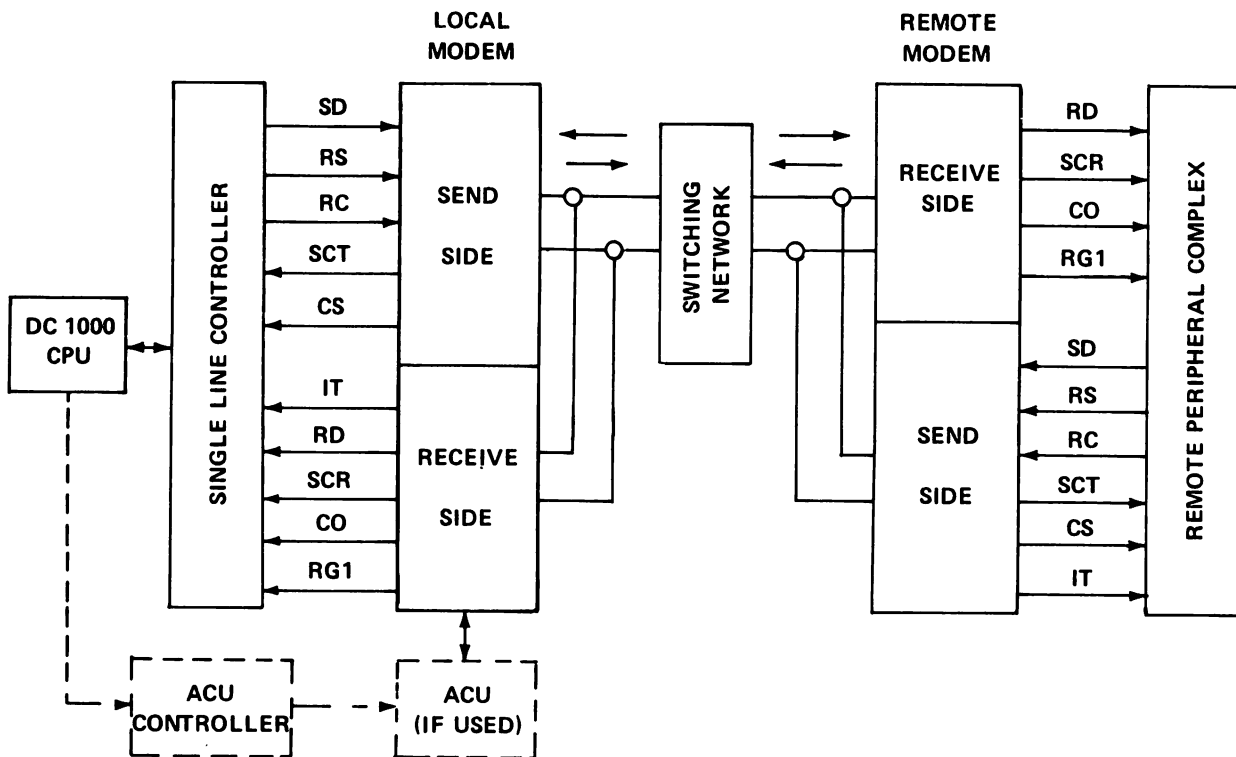 LOCAL
MODEM
REMOTE
MODEM
DC 1000
CPU
SINGLE LINE CONTROLLER
SD
RS
RC
SCT
CS
IT
RD
SCR
CO
RG1
SEND
SIDE
RECEIVE
SIDE
SWITCHING
NETWORK
RECEIVE
SIDE
SEND
SIDE
RD
SCR
CO
RG1
SD
RS
RC
SCT
CS
IT
REMOTE PERIPHERAL COMPLEX
ACU
CONTROLLER
ACU
(IF USED)